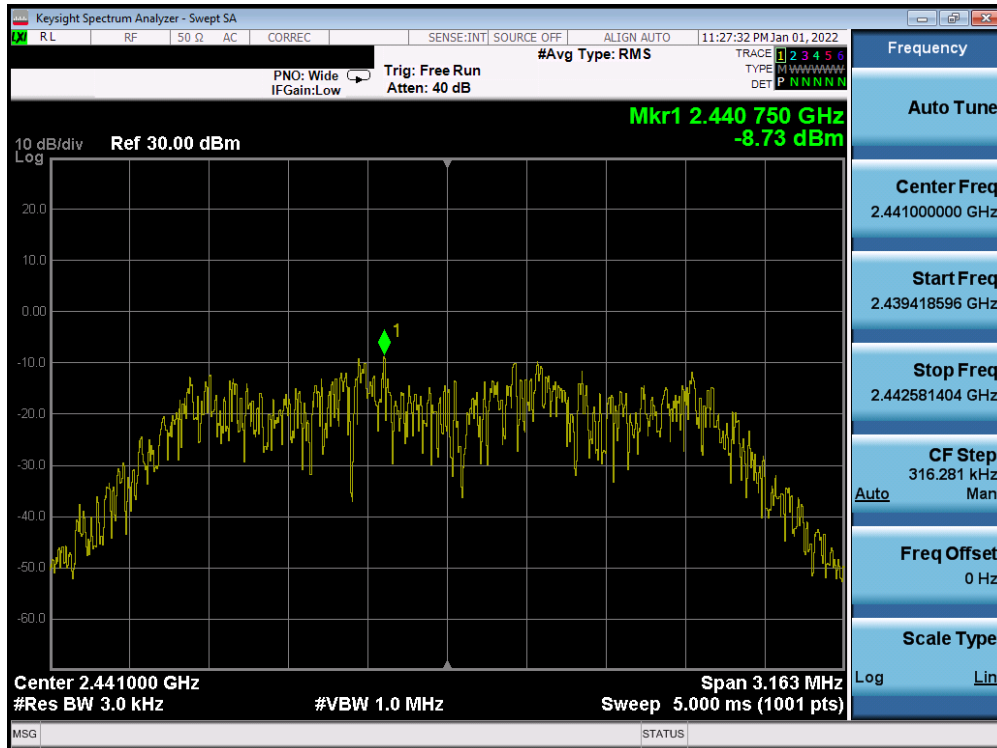 Keysight Spectrum Analyzer - Swept SA
LXI RL RF 50 Ω AC CORREC SENSE:INT SOURCE OFF ALIGN AUTO 11:27:32 PM Jan 01, 2022
PNO: Wide Trig: Free Run #Avg Type: RMS TRACE 1 2 3 4 5 6
IFGain:Low Atten: 40 dB TYPE M WWWWW
DET P N N N N N
Mkr1 2.440 750 GHz
-8.73 dBm
10 dB/div Ref 30.00 dBm
Log
20.0
10.0
0.00
-10.0
-20.0
-30.0
-40.0
-50.0
-60.0
1
Center 2.441000 GHz Span 3.163 MHz
#Res BW 3.0 kHz #VBW 1.0 MHz Sweep 5.000 ms (1001 pts)
MSG STATUS
Frequency
Auto Tune
Center Freq
2.441000000 GHz
Start Freq
2.439418596 GHz
Stop Freq
2.442581404 GHz
CF Step
316.281 kHz
Auto Man
Freq Offset
0 Hz
Scale Type
Log Lin